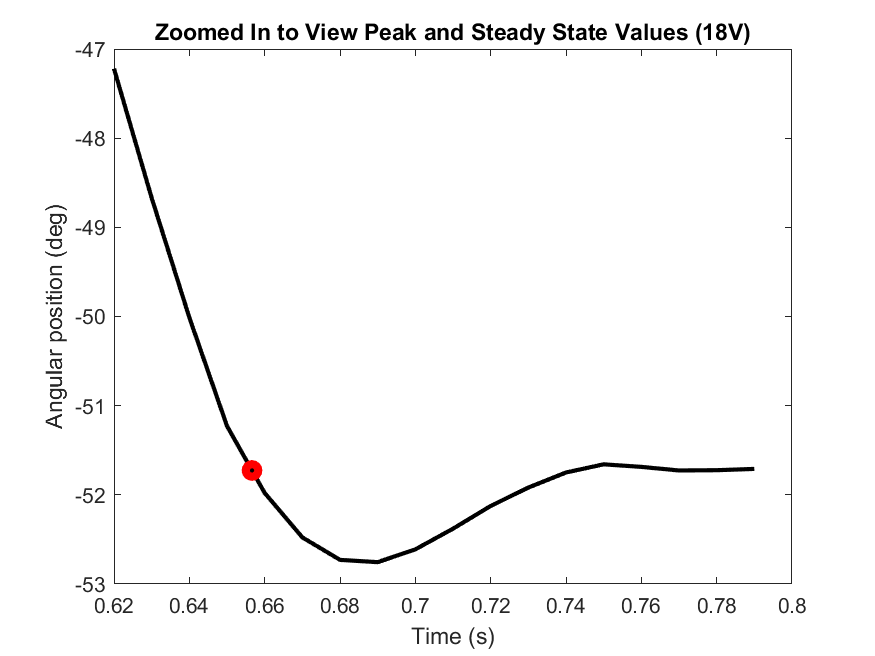 Zoomed In to View Peak and Steady State Values (18V)
-47
-48
-49
-50
-51
-52
-53
Angular position (deg)
0.62 0.64 0.66 0.68 0.7 0.72 0.74 0.76 0.78 0.8
Time (s)